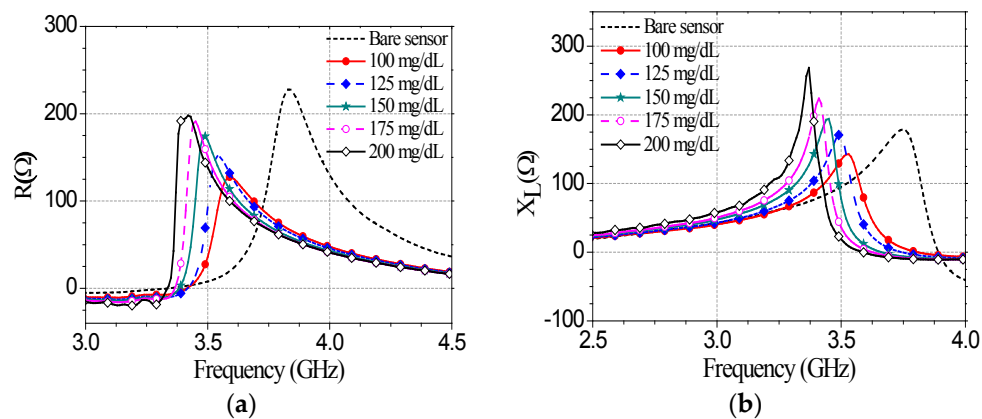 300
200
100
0
R(Ω)
Bare sensor
100 mg/dL
125 mg/dL
150 mg/dL
175 mg/dL
200 mg/dL
3.0 3.5 4.0 4.5
Frequency (GHz)
(a)
300
200
100
0
-100
X_L(Ω)
Bare sensor
100 mg/dL
125 mg/dL
150 mg/dL
175 mg/dL
200 mg/dL
2.5 3.0 3.5 4.0
Frequency (GHz)
(b)